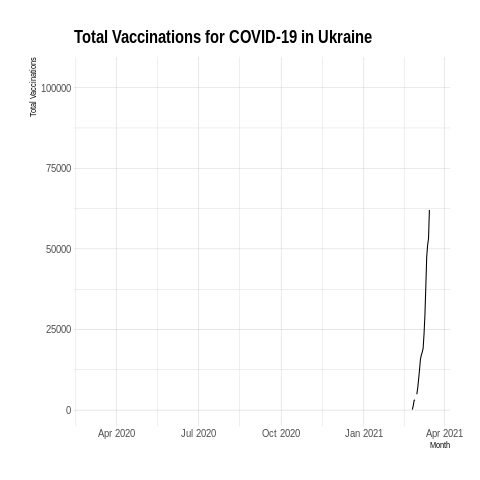 Total Vaccinations for COVID-19 in Ukraine
Total Vaccinations
100000
75000
50000
25000
0
Apr 2020 Jul 2020 Oct 2020 Jan 2021 Apr 2021
Month